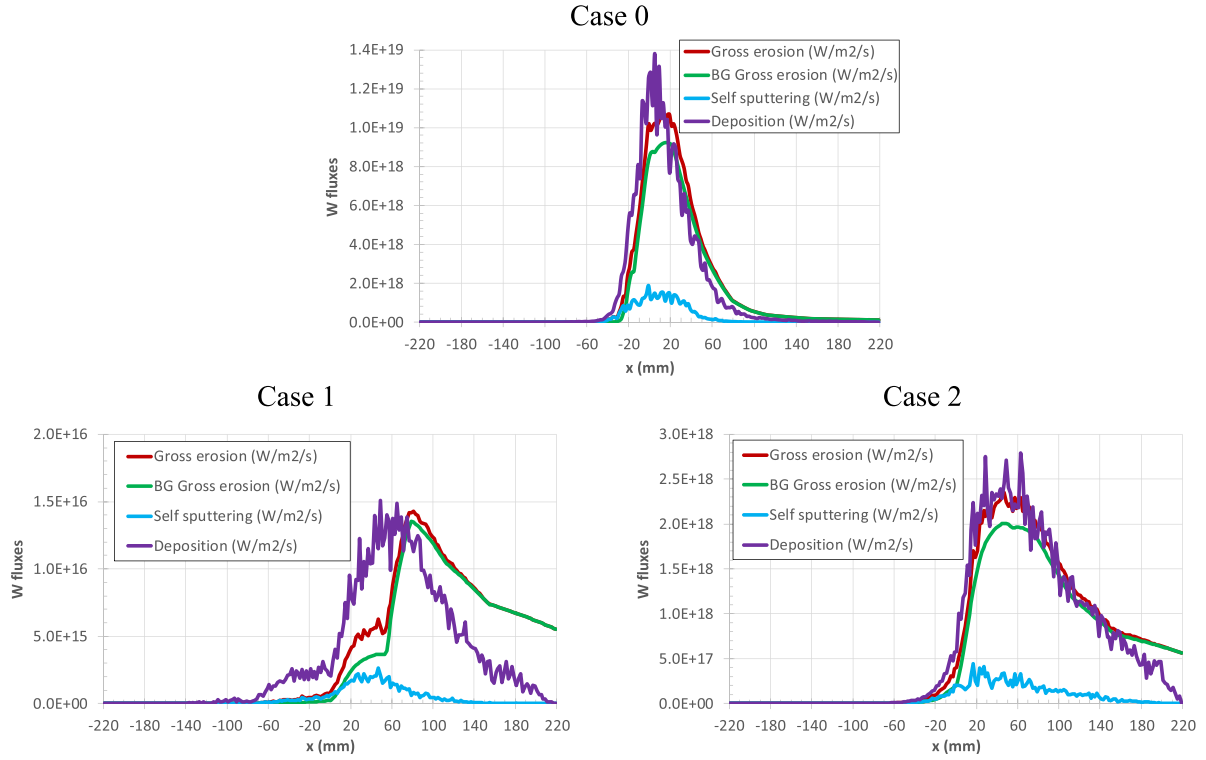 Case 0
1.4E+19
1.2E+19
1.0E+19
8.0E+18
6.0E+18
4.0E+18
2.0E+18
0.0E+00
W fluxes
Gross erosion (W/m2/s)
BG Gross erosion (W/m2/s)
Self sputtering (W/m2/s)
Deposition (W/m2/s)
-220 -180 -140 -100 -60 -20 20 60 100 140 180 220
x (mm)
Case 1
2.0E+16
1.5E+16
1.0E+16
5.0E+15
0.0E+00
W fluxes
Gross erosion (W/m2/s)
BG Gross erosion (W/m2/s)
Self sputtering (W/m2/s)
Deposition (W/m2/s)
-220 -180 -140 -100 -60 -20 20 60 100 140 180 220
x (mm)
Case 2
3.0E+18
2.5E+18
2.0E+18
1.5E+18
1.0E+18
5.0E+17
0.0E+00
W fluxes
Gross erosion (W/m2/s)
BG Gross erosion (W/m2/s)
Self sputtering (W/m2/s)
Deposition (W/m2/s)
-220 -180 -140 -100 -60 -20 20 60 100 140 180 220
x (mm)